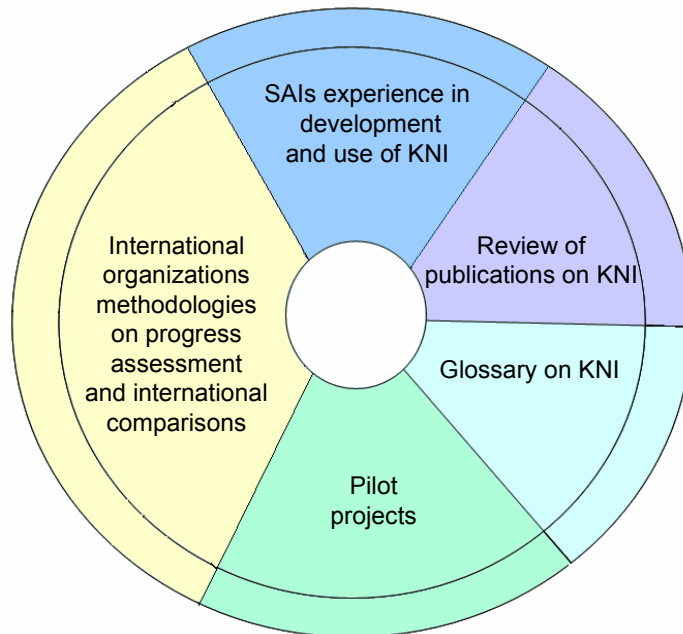 SAIs experience in
development
and use of KNI
Review of
publications on KNI
Glossary on KNI
Pilot
projects
International
organizations
methodologies
on progress
assessment
and international
comparisons